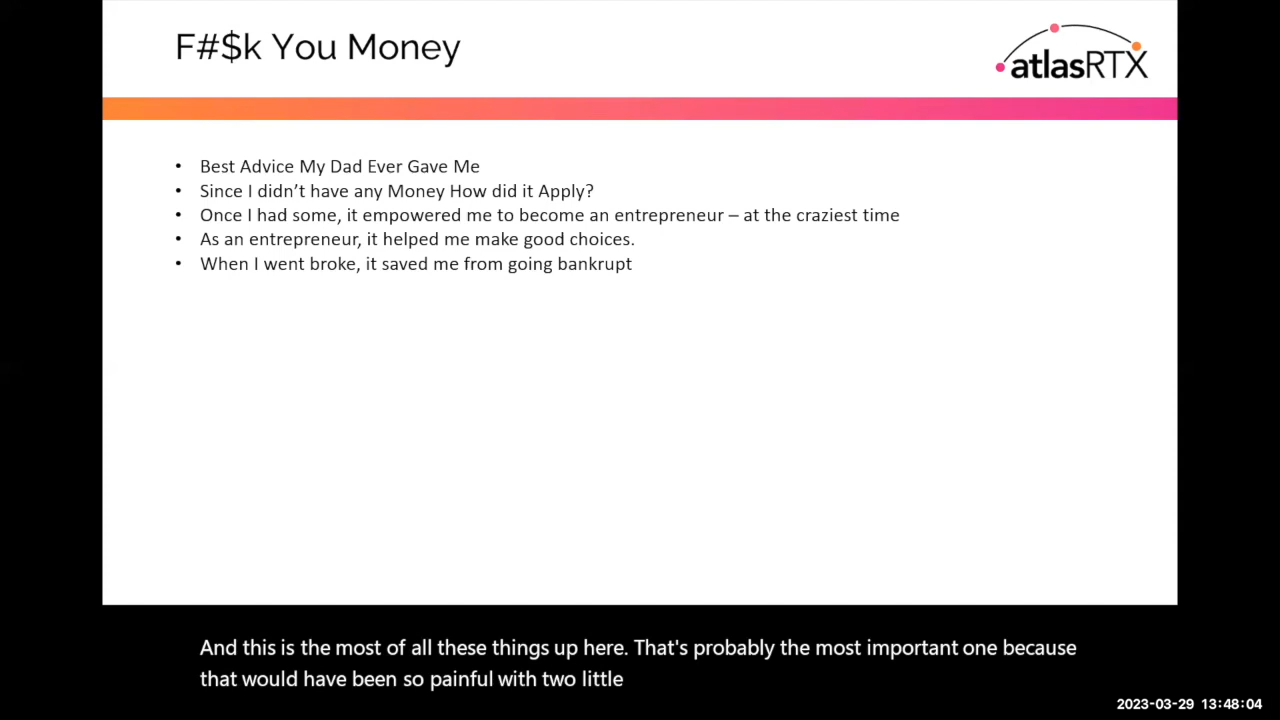 F#$k You Money
atlasRTX
• Best Advice My Dad Ever Gave Me
• Since I didn’t have any Money How did it Apply?
• Once I had some, it empowered me to become an entrepreneur – at the craziest time
• As an entrepreneur, it helped me make good choices.
• When I went broke, it saved me from going bankrupt
And this is the most of all these things up here. That's probably the most important one because
that would have been so painful with two little
2023-03-29 13:48:04